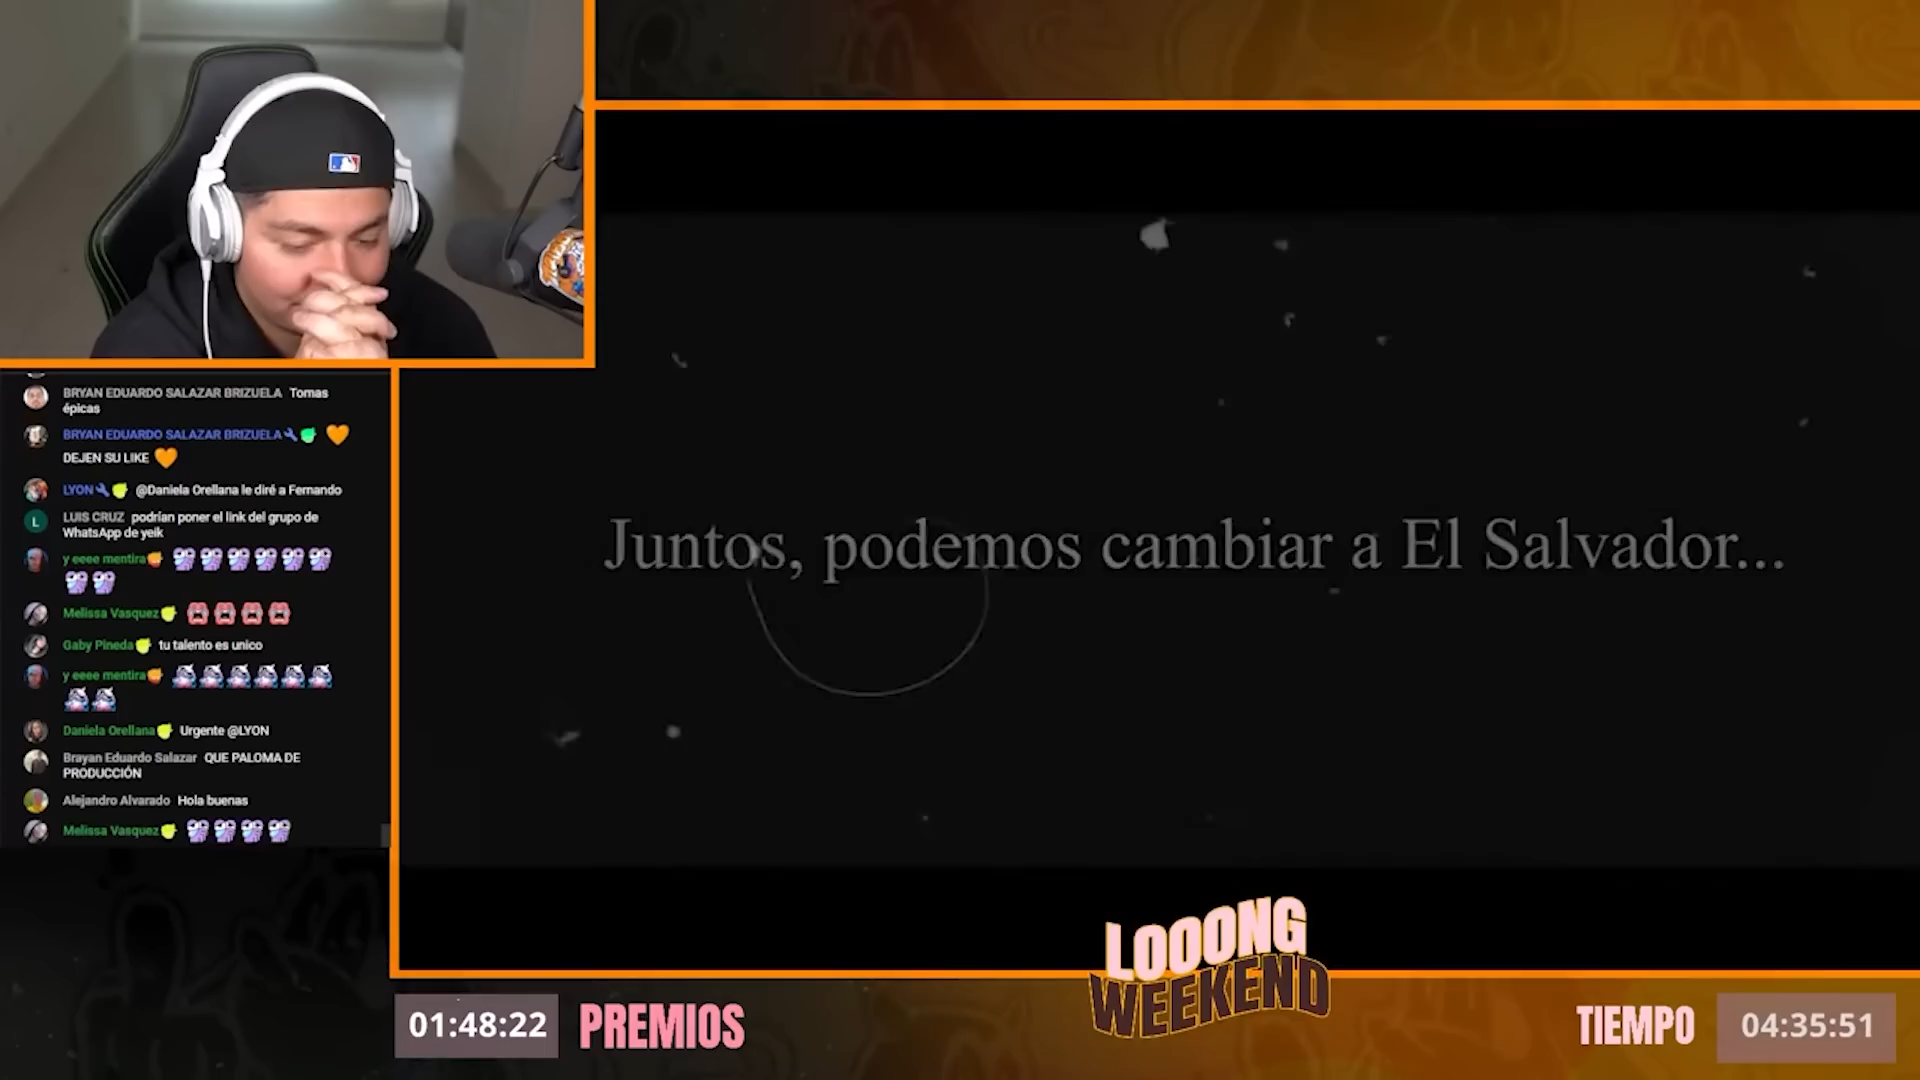 BRYAN EDUARDO SALAZAR BRIZUELA Tomas
épicas
BRYAN EDUARDO SALAZAR BRIZUELA
DEJEN SU LIKE
LYON @Daniela Orellana le diré a Fernando
L LUIS CRUZ podrían poner el link del grupo de
WhatsApp de yeik
y eeee mentira
Melissa Vasquez
Gaby Pineda tu talento es unico
y eeee mentira
Daniela Orellana Urgente @LYON
Brayan Eduardo Salazar QUE PALOMA DE
PRODUCCIÓN
Alejandro Alvarado Hola buenas
Melissa Vasquez
Juntos, podemos cambiar a El Salvador...
LOOONG
WEEKEND
01:48:22 PREMIOS
TIEMPO 04:35:51